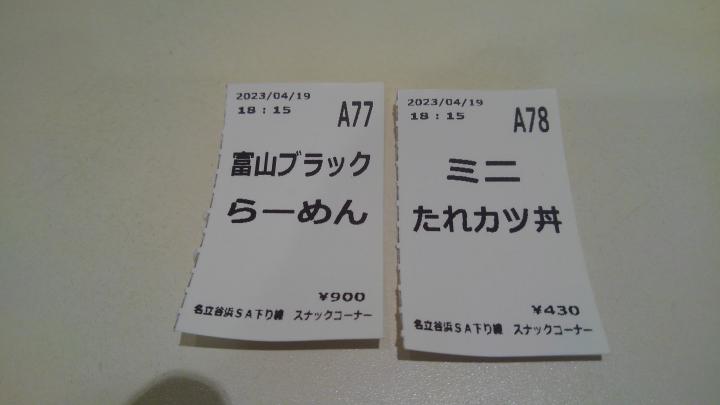 2023/04/19
18:15
A77
富山ブラック
らーめん
¥900
名立谷浜SA下り線 スナックコーナー
2023/04/19
18:15
A78
ミニ
たれカツ丼
¥430
名立谷浜SA下り線 スナックコーナー